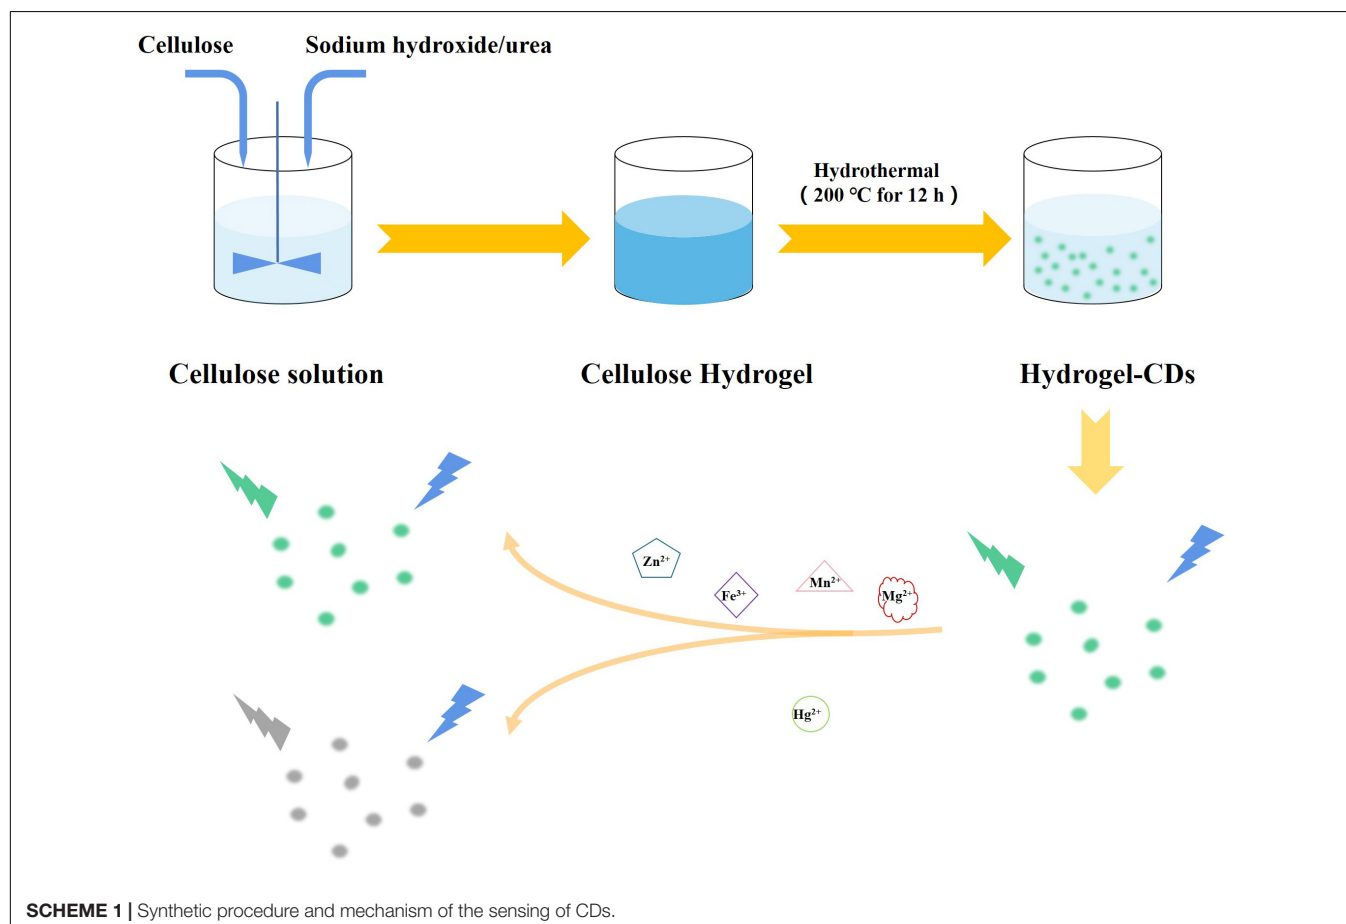 Cellulose
Sodium hydroxide/urea
Hydrothermal
( 200 ℃ for 12 h )
Cellulose solution
Cellulose Hydrogel
Hydrogel-CDs
Zn²⁺
Fe³⁺
Mn²⁺
Mg²⁺
Hg²⁺
SCHEME 1 | Synthetic procedure and mechanism of the sensing of CDs.